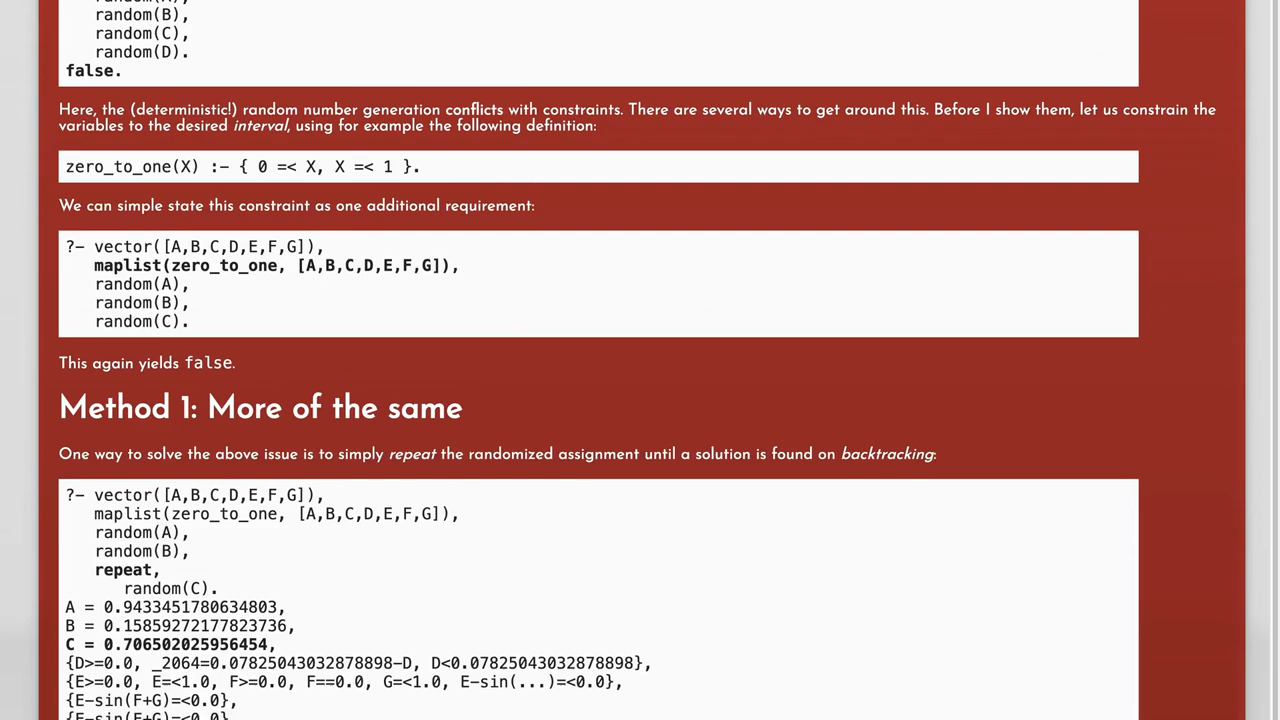 random(B),
random(C),
random(D).
false.
Here, the (deterministic!) random number generation conflicts with constraints. There are several ways to get around this. Before I show them, let us constrain the
variables to the desired interval, using for example the following definition:
zero_to_one(X) :- { 0 =< X, X =< 1 }.
We can simple state this constraint as one additional requirement:
?- vector([A,B,C,D,E,F,G]),
maplist(zero_to_one, [A,B,C,D,E,F,G]),
random(A),
random(B),
random(C).
This again yields false.
Method 1: More of the same
One way to solve the above issue is to simply repeat the randomized assignment until a solution is found on backtracking:
?- vector([A,B,C,D,E,F,G]),
maplist(zero_to_one, [A,B,C,D,E,F,G]),
random(A),
random(B),
repeat,
random(C).
A = 0.9433451780634803,
B = 0.15859272177823736,
C = 0.706502025956454,
{D>=0.0, _2064=0.07825043032878898-D, D<0.07825043032878898},
{E>=0.0, E=<1.0, F>=0.0, F==0.0, G=<1.0, E-sin(...)=<0.0},
{E-sin(F+G)=<0.0},
{E-sin(F+G)=<0.0}